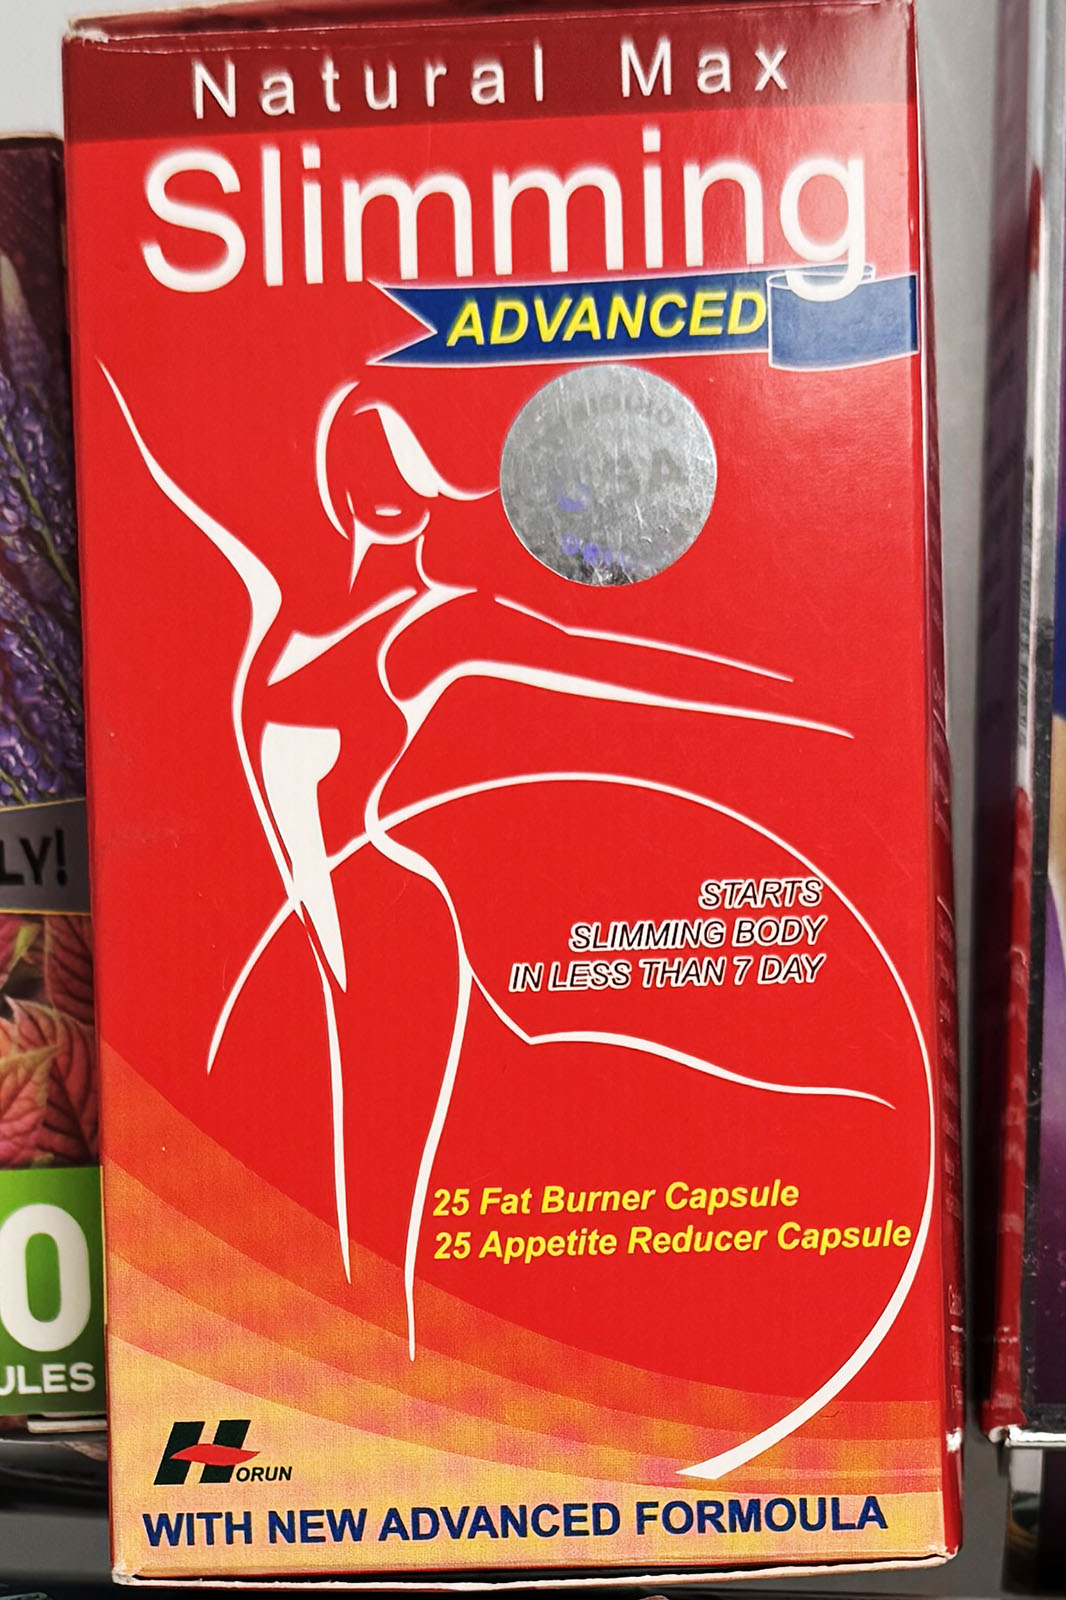 Natural Max
Slimming
ADVANCED
STARTS
SLIMMING BODY
IN LESS THAN 7 DAY
25 Fat Burner Capsule
25 Appetite Reducer Capsule
HORUN
WITH NEW ADVANCED FORMOULA
LY!
0
ULES